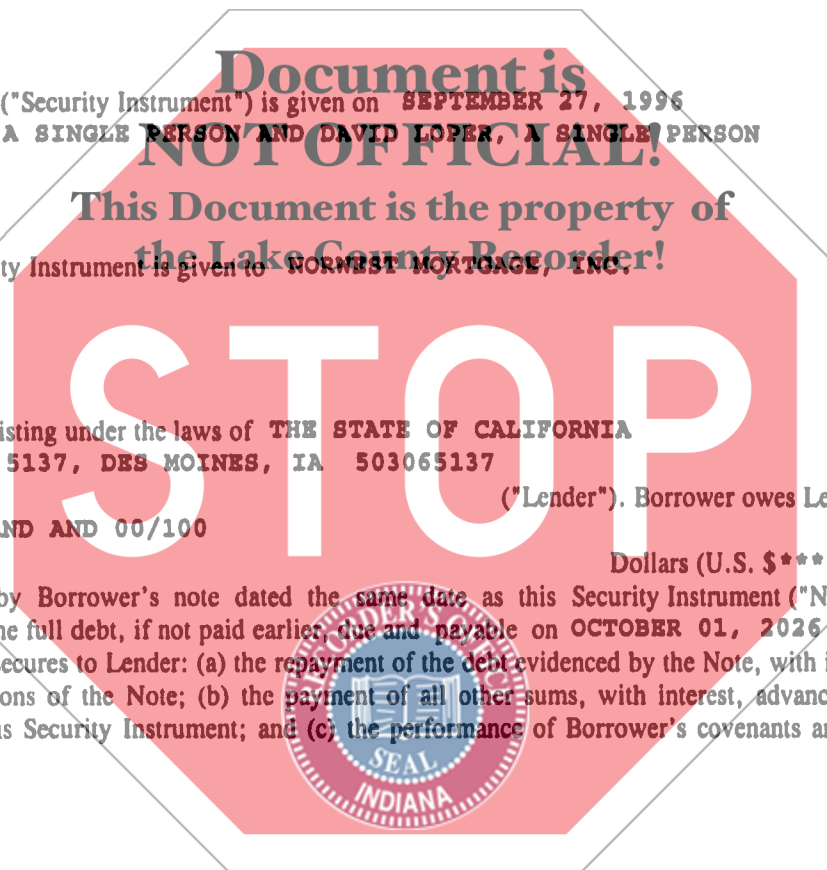 Document is
("Security Instrument") is given on SEPTEMBER 27, 1996
NOT OFFICIAL!
A SINGLE PERSON AND DAVID LOPER, A SINGLE PERSON
This Document is the property of
the Lake County Recorder!
ty Instrument is given to NORWEST MORTGAGE, INC.
STOP
isting under the laws of THE STATE OF CALIFORNIA
5137, DES MOINES, IA 503065137
("Lender"). Borrower owes Le
ND AND 00/100
Dollars (U.S. $***
by Borrower's note dated the same date as this Security Instrument ("N
he full debt, if not paid earlier, due and payable on OCTOBER 01, 2026
ecures to Lender: (a) the repayment of the debt evidenced by the Note, with i
ons of the Note; (b) the payment of all other sums, with interest, advanc
is Security Instrument; and (c) the performance of Borrower's covenants a
SEAL
INDIANA